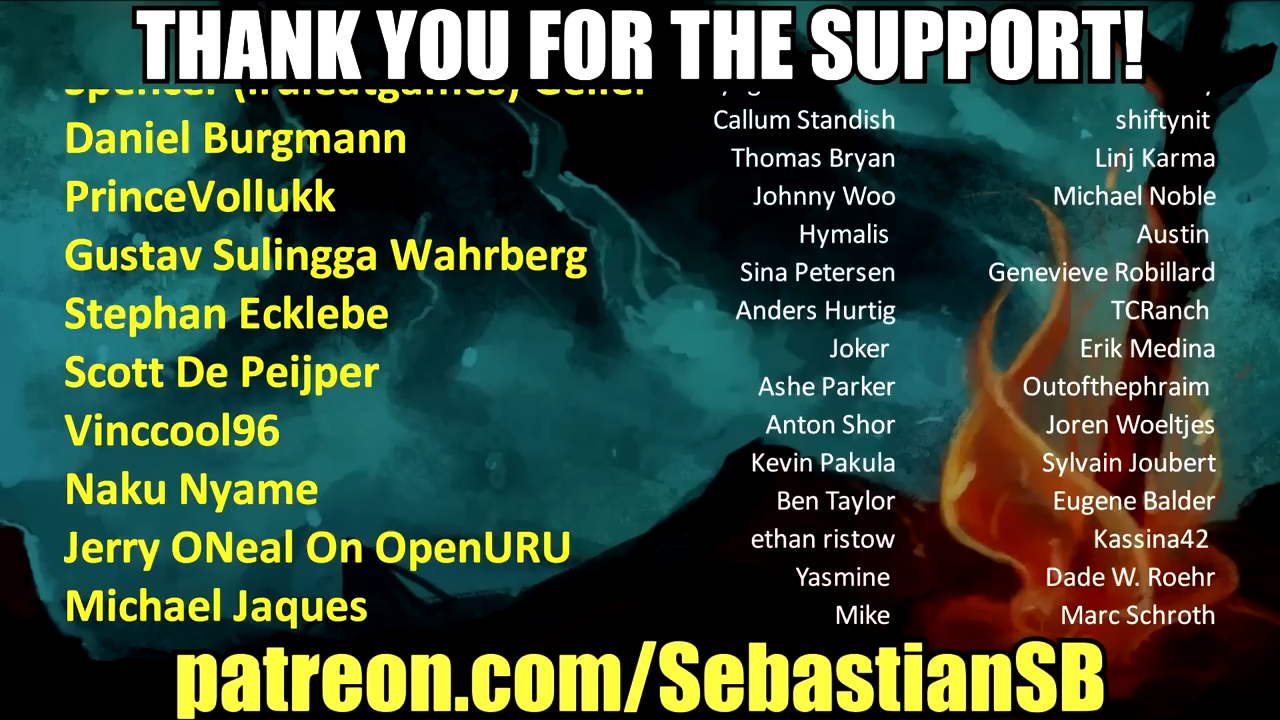 THANK YOU FOR THE SUPPORT!
Daniel Burgmann
PrinceVollukk
Gustav Sulingga Wahrberg
Stephan Ecklebe
Scott De Peijper
Vinccool96
Naku Nyame
Jerry ONeal On OpenURU
Michael Jaques
Callum Standish
Thomas Bryan
Johnny Woo
Hymalis
Sina Petersen
Anders Hurtig
Joker
Ashe Parker
Anton Shor
Kevin Pakula
Ben Taylor
ethan ristow
Yasmine
Mike
shiftynit
Linj Karma
Michael Noble
Austin
Genevieve Robillard
TCRanch
Erik Medina
Outofthephraim
Joren Woeltjes
Sylvain Joubert
Eugene Balder
Kassina42
Dade W. Roehr
Marc Schroth
patreon.com/SebastianSB